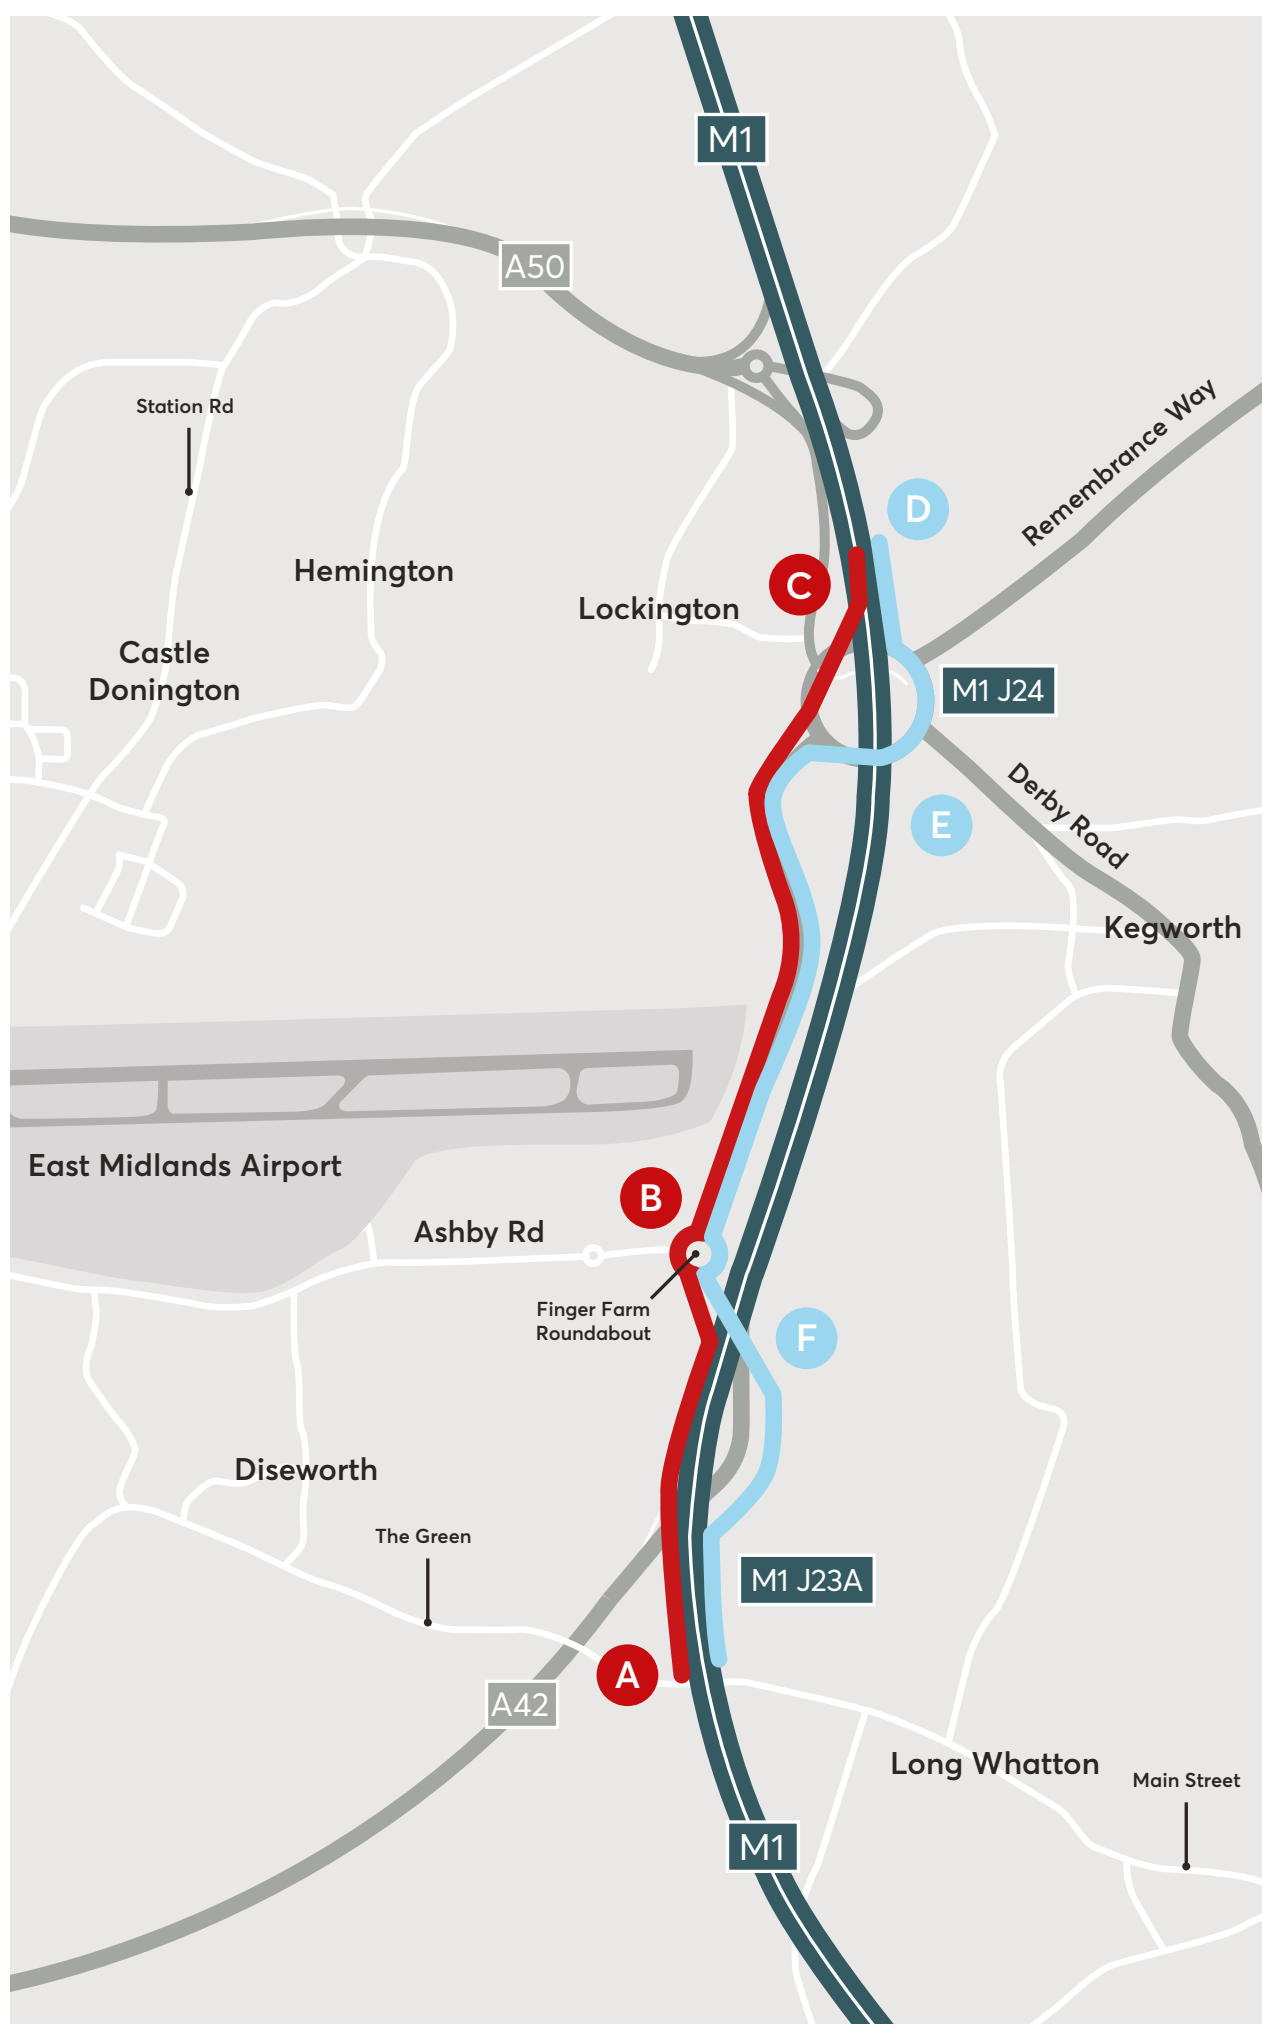 M1
A50
Station Rd
Remembrance Way
D
Hemington
C
Lockington
Castle
Donington
M1 J24
Derby Road
E
Kegworth
East Midlands Airport
B
Ashby Rd
Finger Farm
Roundabout
F
Diseworth
The Green
M1 J23A
A
A42
Long Whatton
Main Street
M1